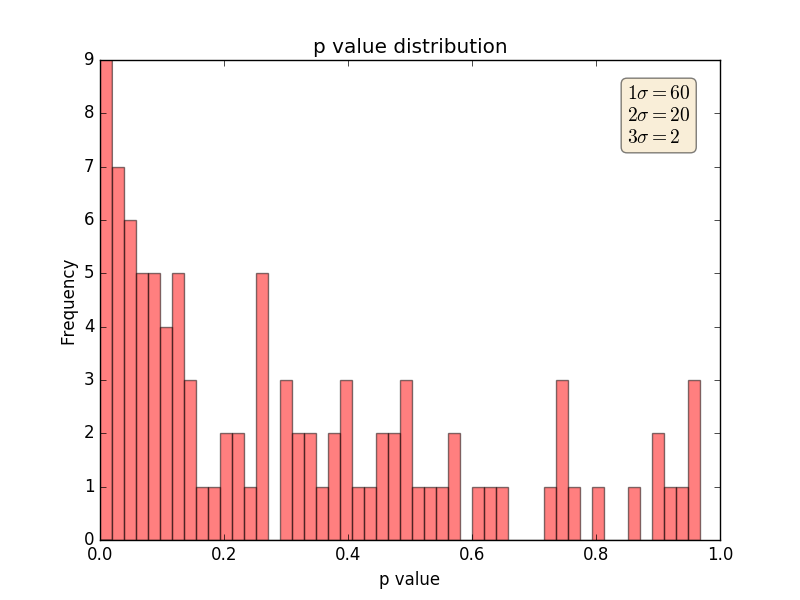 p value distribution
1σ = 60
2σ = 20
3σ = 2
Frequency
9
8
7
6
5
4
3
2
1
0
0.0 0.2 0.4 0.6 0.8 1.0
p value